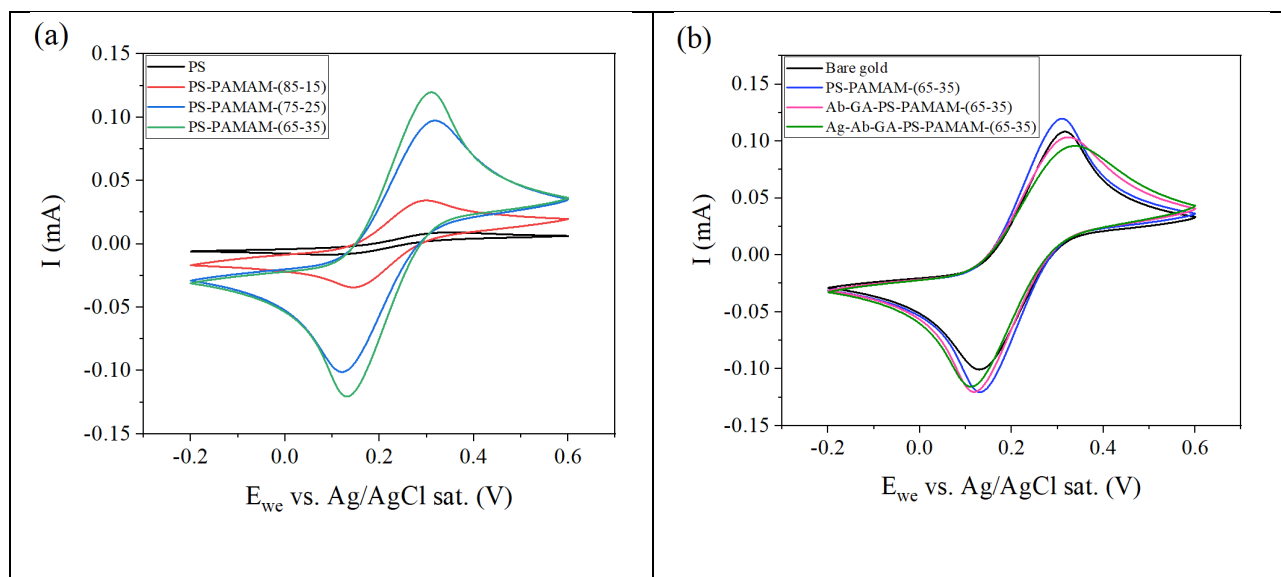 (a)
0.15
0.10
0.05
0.00
-0.05
-0.10
-0.15
I (mA)
PS
PS-PAMAM-(85-15)
PS-PAMAM-(75-25)
PS-PAMAM-(65-35)
-0.2 0.0 0.2 0.4 0.6
E_we vs. Ag/AgCl sat. (V)
(b)
0.15
0.10
0.05
0.00
-0.05
-0.10
-0.15
I (mA)
Bare gold
PS-PAMAM-(65-35)
Ab-GA-PS-PAMAM-(65-35)
Ag-Ab-GA-PS-PAMAM-(65-35)
-0.2 0.0 0.2 0.4 0.6
E_we vs. Ag/AgCl sat. (V)